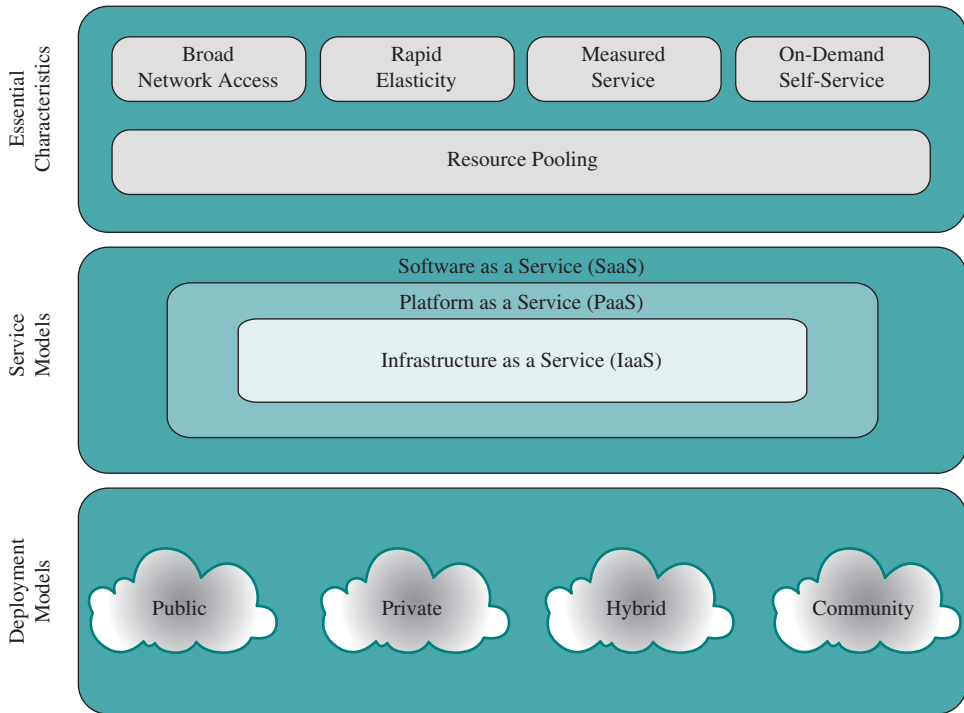 Essential
Characteristics
Broad
Network Access
Rapid
Elasticity
Measured
Service
On-Demand
Self-Service
Resource Pooling
Service
Models
Software as a Service (SaaS)
Platform as a Service (PaaS)
Infrastructure as a Service (IaaS)
Deployment
Models
Public
Private
Hybrid
Community